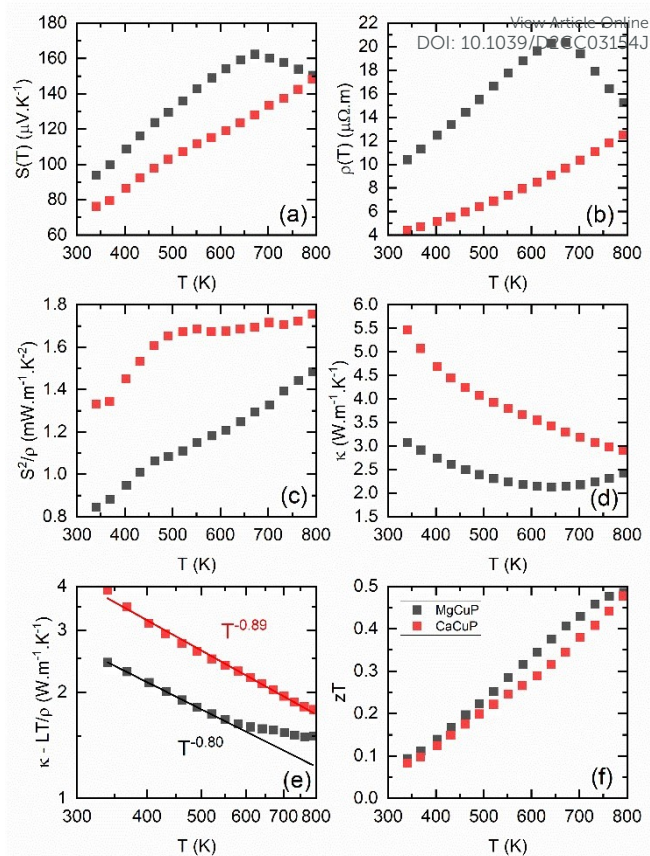 View Article Online
DOI: 10.1039/D2CC03154J
180
160
140
120
100
80
60
S(T) (μV.K-1)
300 400 500 600 700 800
T (K)
(a)
22
20
18
16
14
12
10
8
6
4
ρ(T) (μΩ.m)
300 400 500 600 700 800
T (K)
(b)
1.8
1.6
1.4
1.2
1.0
0.8
S²/ρ (mW.m-1.K-2)
300 400 500 600 700 800
T (K)
(c)
6.0
5.5
5.0
4.5
4.0
3.5
3.0
2.5
2.0
1.5
κ (W.m-1.K-1)
300 400 500 600 700 800
T (K)
(d)
4
3
2
1
κ - LT/ρ (W.m-1.K-1)
T-0.89
T-0.80
300 400 500 600 700 800
T (K)
(e)
0.5
0.4
0.3
0.2
0.1
0.0
zT
MgCuP
CaCuP
300 400 500 600 700 800
T (K)
(f)